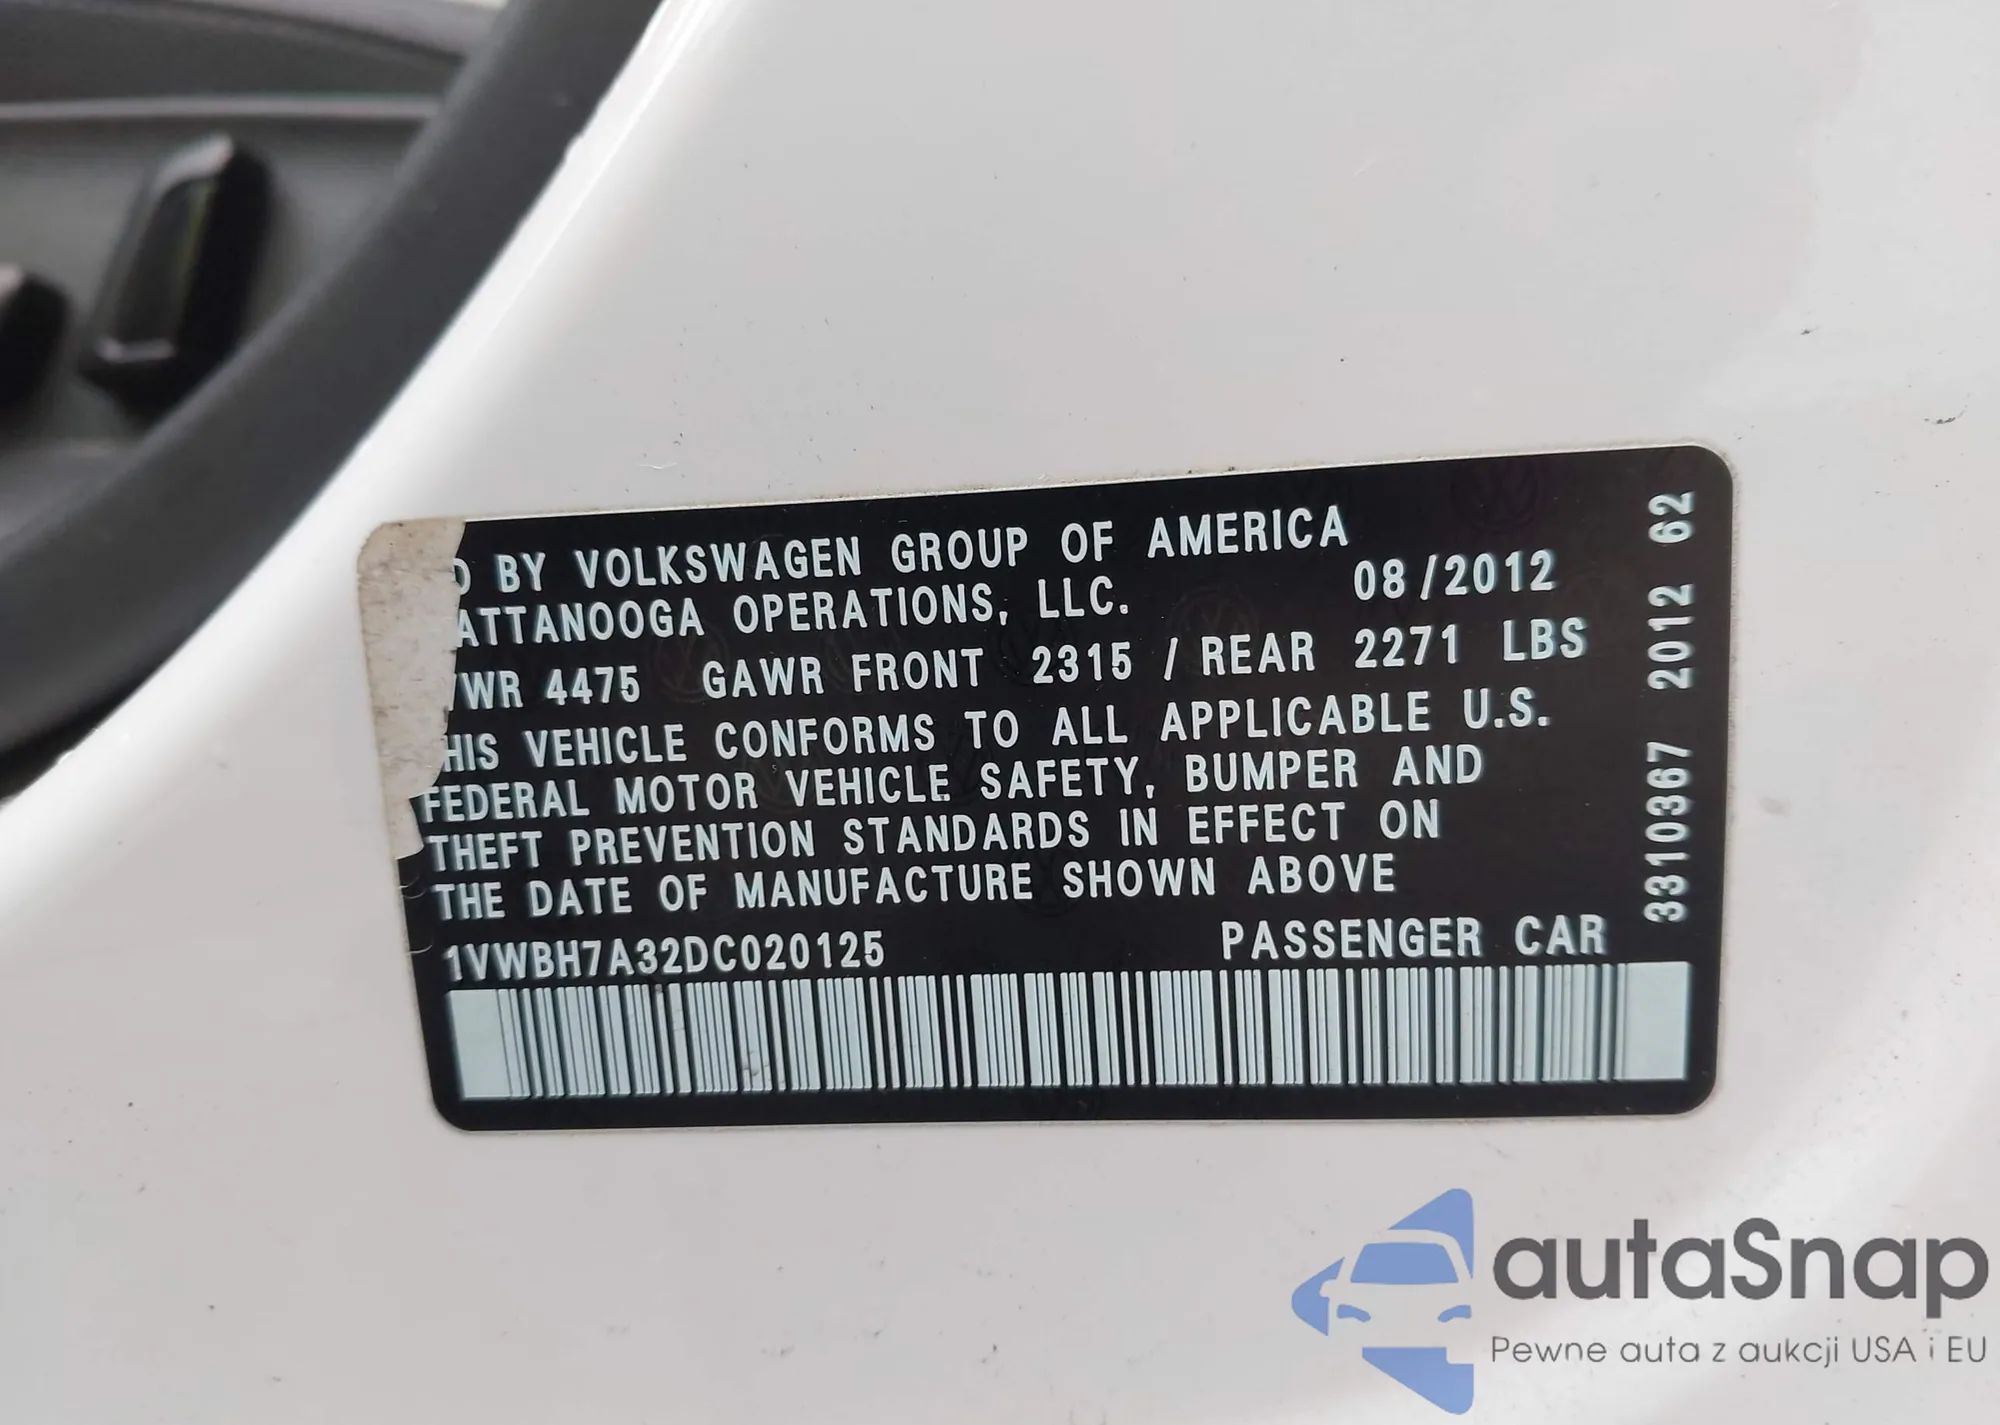 D BY VOLKSWAGEN GROUP OF AMERICA
ATTANOOGA OPERATIONS, LLC. 08/2012
VWR 4475 GAWR FRONT 2315 / REAR 2271 LBS
HIS VEHICLE CONFORMS TO ALL APPLICABLE U.S.
FEDERAL MOTOR VEHICLE SAFETY, BUMPER AND
THEFT PREVENTION STANDARDS IN EFFECT ON
THE DATE OF MANUFACTURE SHOWN ABOVE
1VWBH7A32DC020125 PASSENGER CAR
3310367 2012 62
autaSnap
Pewne auta z aukcji USA i EU